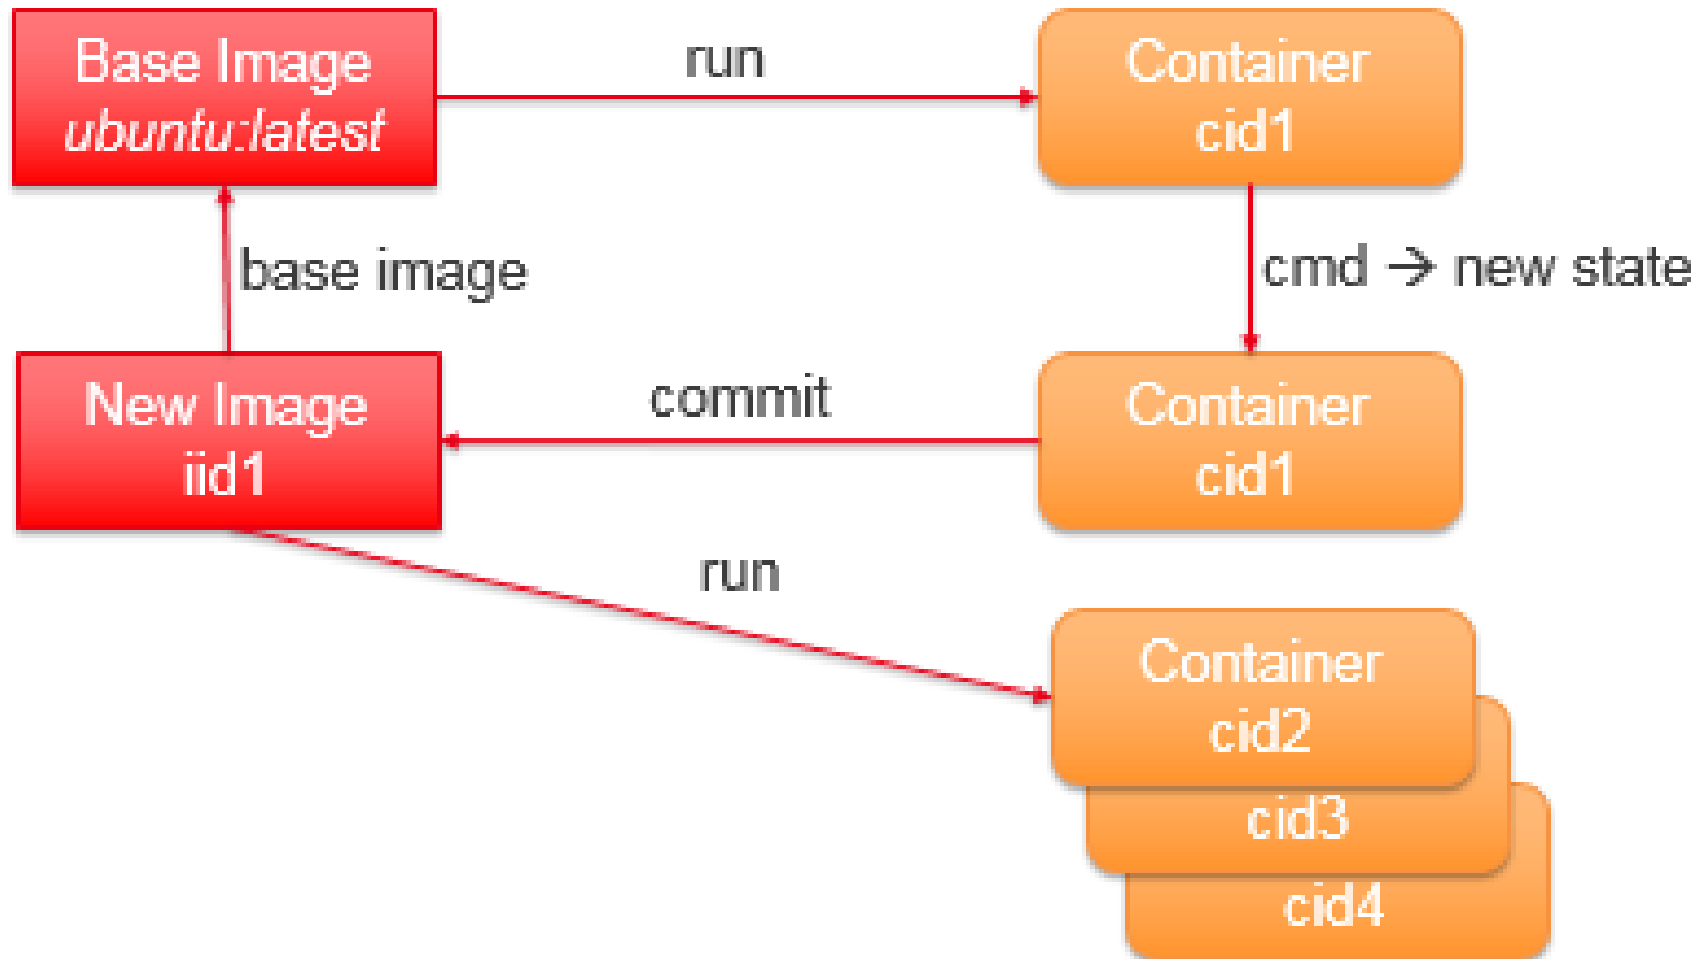 Base Image
ubuntu:latest
run
Container
cid1
base image
cmd → new state
New Image
iid1
commit
Container
cid1
run
Container
cid2
cid3
cid4